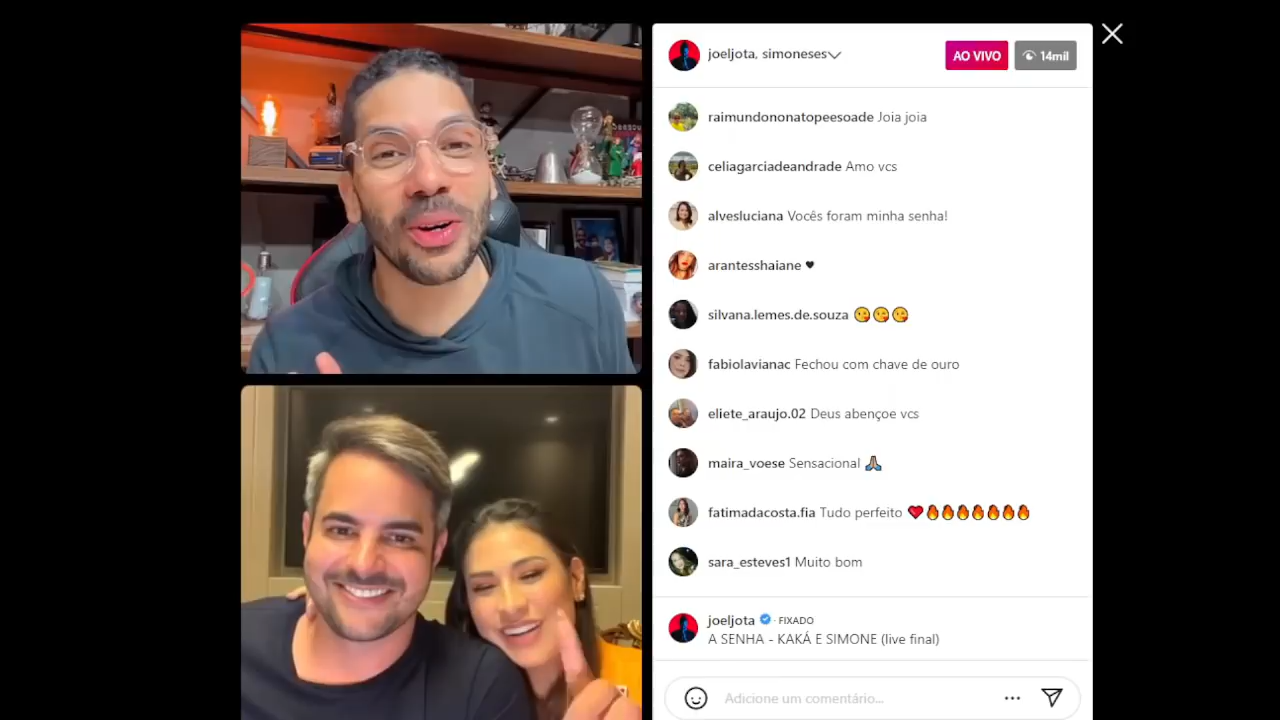 joeljota, simoneses
AO VIVO
14mil
raimundononatopeesoade Joia joia
celiagarciadeandrade Amo vcs
alvesluciana Vocês foram minha senha!
arantesshaiane 🖤
silvana.lemes.de.souza 😘😘😘
fabiolavianac Fechou com chave de ouro
eliete_araujo.02 Deus abençoe vcs
maira_voese Sensacional 🙏🏼
fatimadacosta.fia Tudo perfeito ❤️🔥🔥🔥🔥🔥🔥🔥
sara_esteves1 Muito bom
joeljota · FIXADO
A SENHA - KAKÁ E SIMONE (live final)
Adicione um comentário...